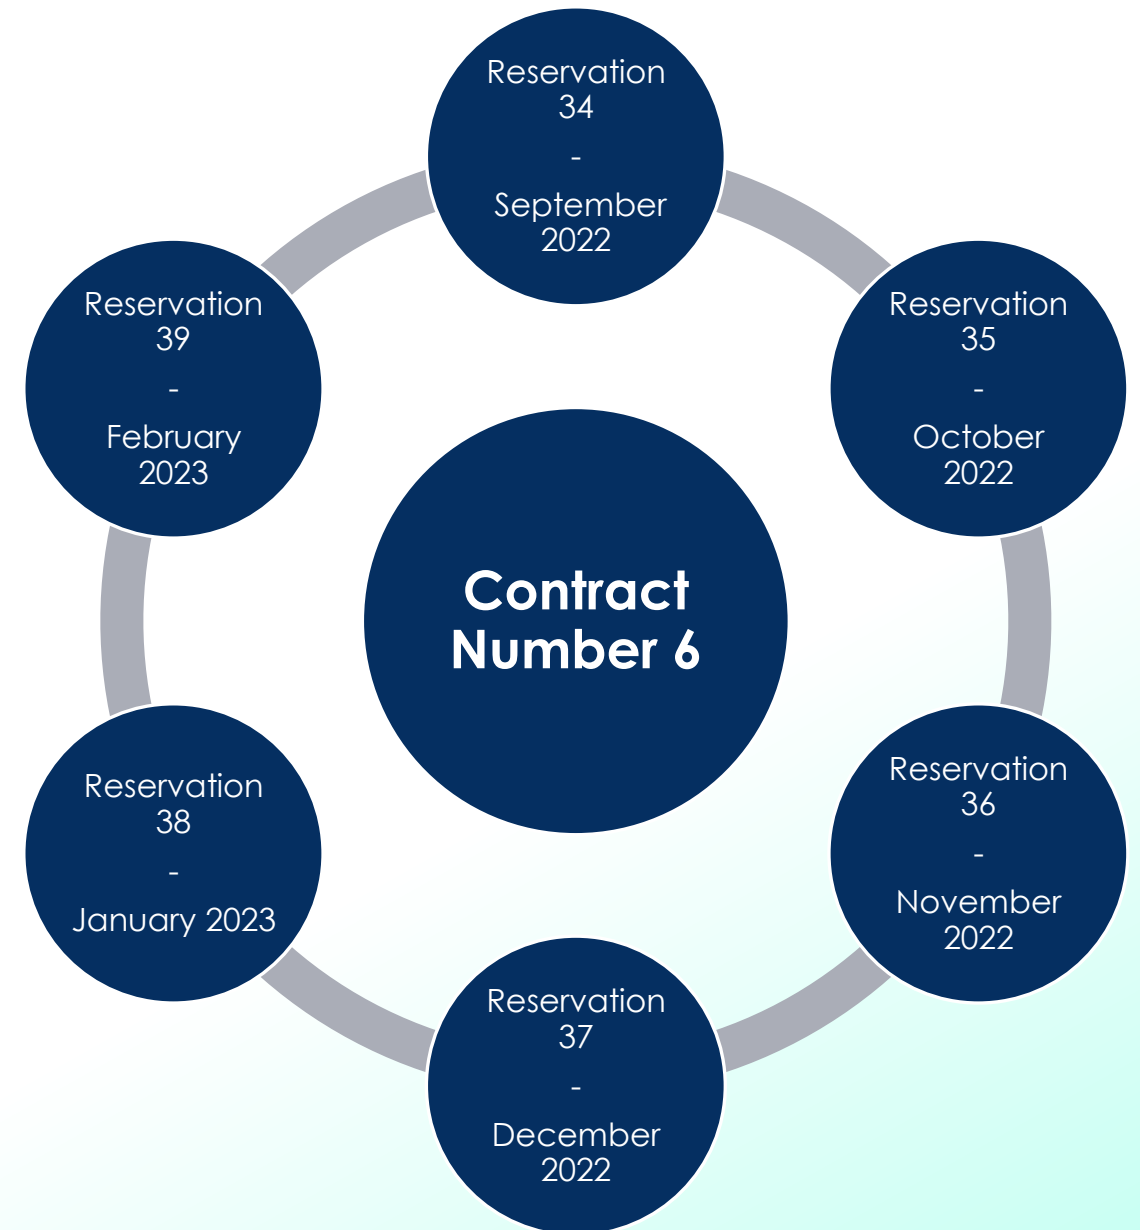 Reservation
34
-
September
2022
Reservation
35
-
October
2022
Reservation
36
-
November
2022
Reservation
37
-
December
2022
Reservation
38
-
January 2023
Reservation
39
-
February
2023
Contract
Number 6